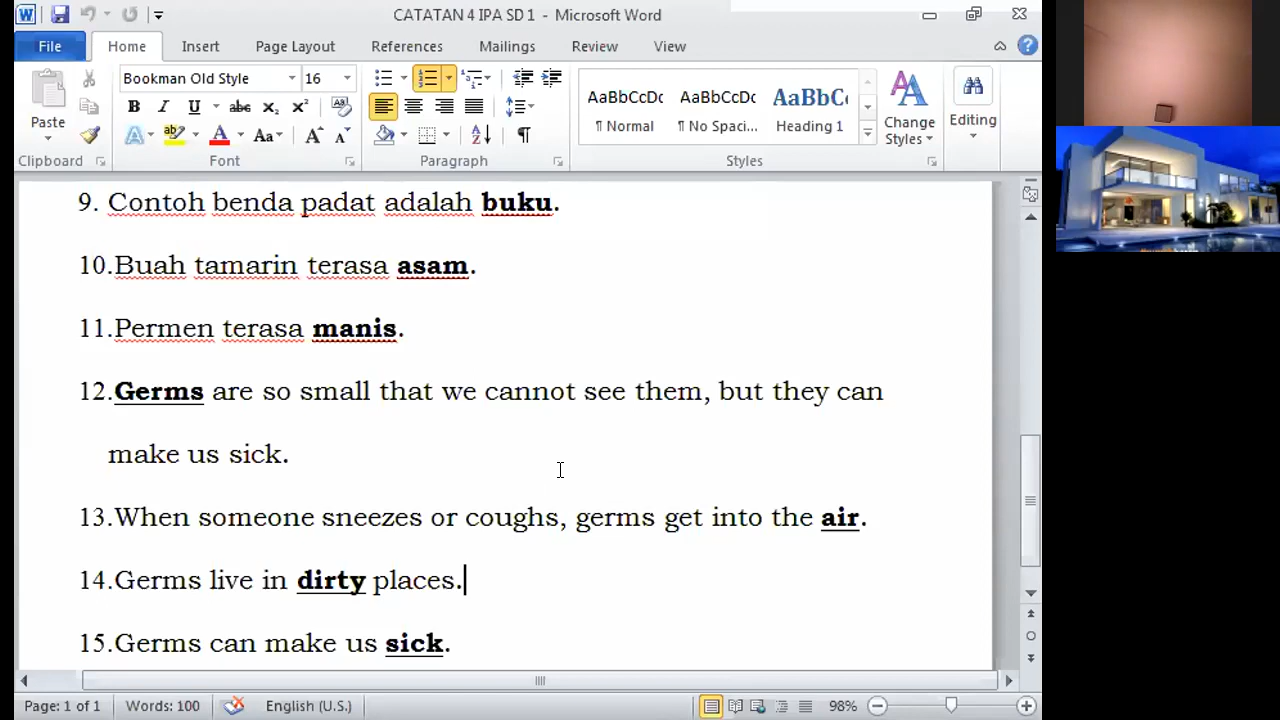 CATATAN 4 IPA SD 1 - Microsoft Word
File Home Insert Page Layout References Mailings Review View
Bookman Old Style 16
Paste
B I U abc X₂ X² Aa A A
AaBbCcDc AaBbCcDc AaBbC
¶ Normal ¶ No Spaci... Heading 1
Change Styles Editing
Clipboard Font Paragraph Styles
9. Contoh benda padat adalah buku.
10.Buah tamarin terasa asam.
11.Permen terasa manis.
12.Germs are so small that we cannot see them, but they can
make us sick.
13.When someone sneezes or coughs, germs get into the air.
14.Germs live in dirty places.
15.Germs can make us sick.
Page: 1 of 1 Words: 100 English (U.S.) 98%